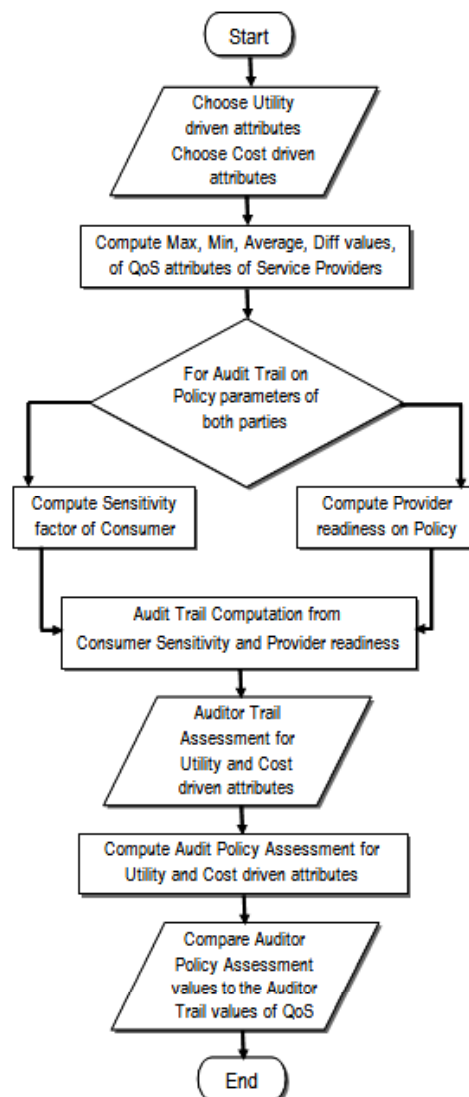 Start
Choose Utility
driven attributes
Choose Cost driven
attributes
Compute Max, Min, Average, Diff values,
of QoS attributes of Service Providers
For Audit Trail on
Policy parameters of
both parties
Compute Sensitivity
factor of Consumer
Compute Provider
readiness on Policy
Audit Trail Computation from
Consumer Sensitivity and Provider readiness
Auditor Trail
Assessment for
Utility and Cost
driven attributes
Compute Audit Policy Assessment for
Utility and Cost driven attributes
Compare Auditor
Policy Assessment
values to the Auditor
Trail values of QoS
End